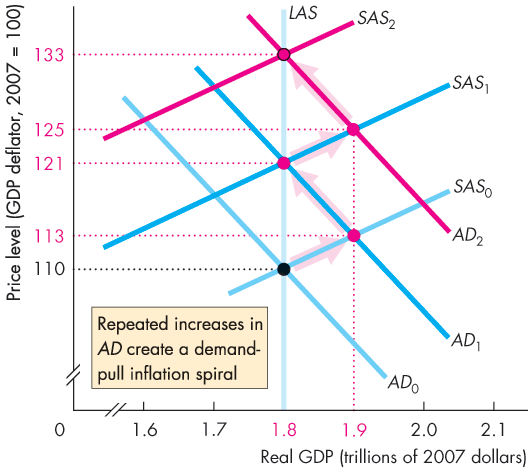 Price level (GDP deflator, 2007 = 100)
LAS
SAS2
133
SAS1
125
121
SAS0
113
AD2
110
Repeated increases in
AD create a demand-
pull inflation spiral
AD1
AD0
0
1.6
1.7
1.8
1.9
2.0
2.1
Real GDP (trillions of 2007 dollars)